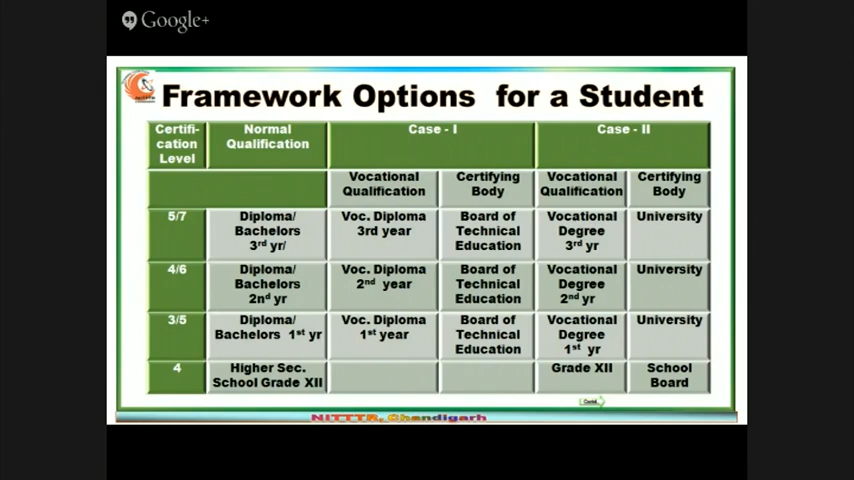 Google+
Framework Options for a Student
Certifi-
cation
Level
Normal
Qualification
Case - I
Case - II
Vocational
Qualification
Certifying
Body
Vocational
Qualification
Certifying
Body
5/7
Diploma/
Bachelors
3rd yr/
Voc. Diploma
3rd year
Board of
Technical
Education
Vocational
Degree
3rd yr
University
4/6
Diploma/
Bachelors
2nd yr
Voc. Diploma
2nd year
Board of
Technical
Education
Vocational
Degree
2nd yr
University
3/5
Diploma/
Bachelors 1st yr
Voc. Diploma
1st year
Board of
Technical
Education
Vocational
Degree
1st yr
University
4
Higher Sec.
School Grade XII
Grade XII
School
Board
NITTTR, Chandigarh